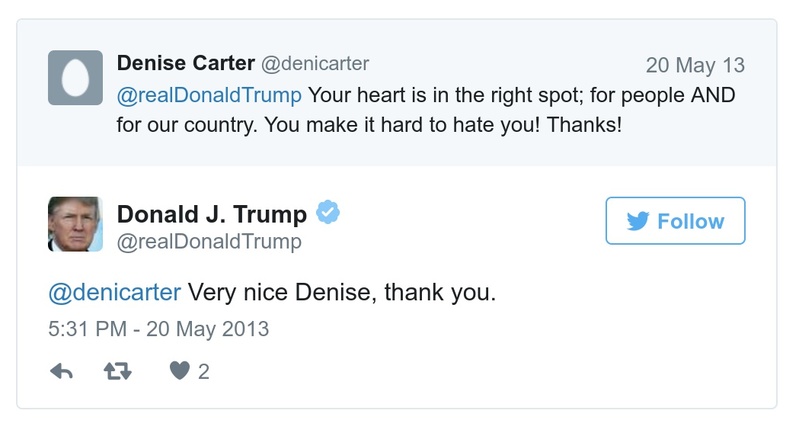 Denise Carter @denicarter 20 May 13
@realDonaldTrump Your heart is in the right spot; for people AND
for our country. You make it hard to hate you! Thanks!
Donald J. Trump
@realDonaldTrump
Follow
@denicarter Very nice Denise, thank you.
5:31 PM - 20 May 2013
2